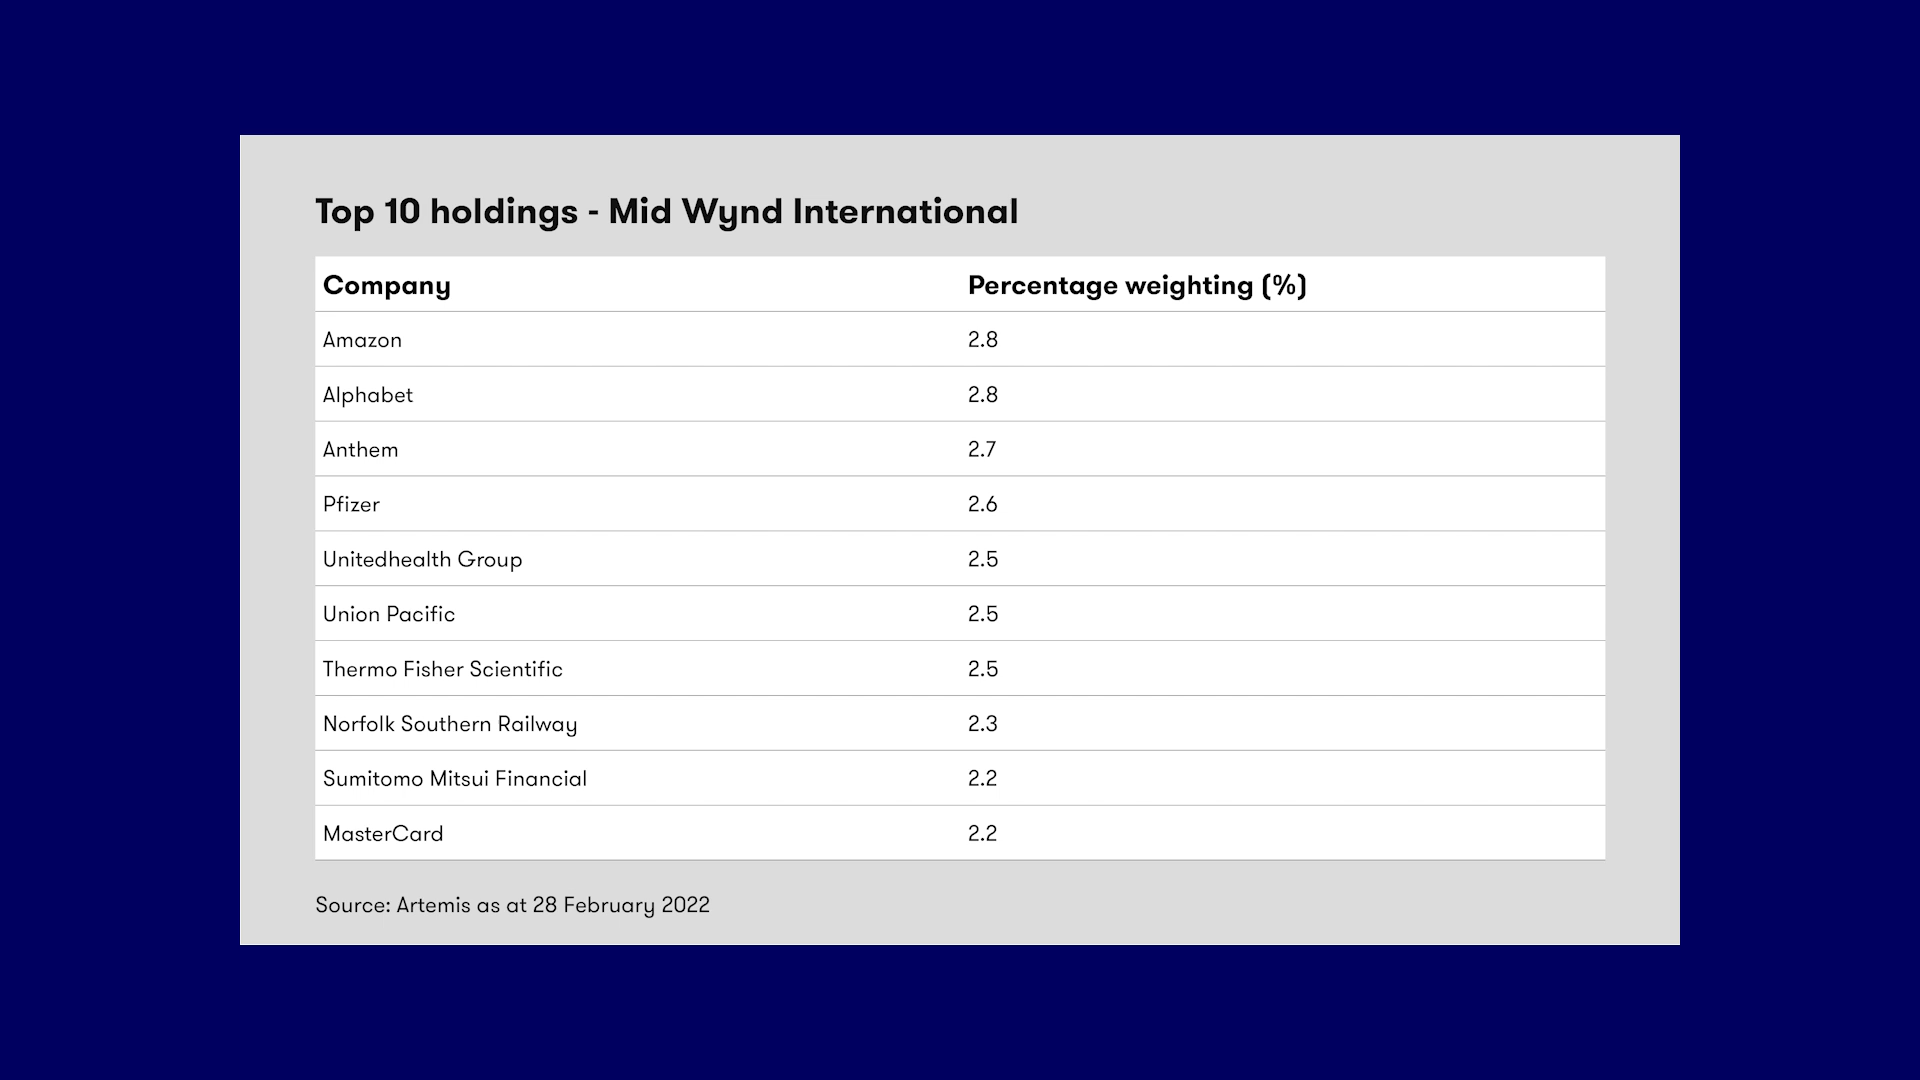 Top 10 holdings - Mid Wynd International
Company Percentage weighting (%)
Amazon 2.8
Alphabet 2.8
Anthem 2.7
Pfizer 2.6
Unitedhealth Group 2.5
Union Pacific 2.5
Thermo Fisher Scientific 2.5
Norfolk Southern Railway 2.3
Sumitomo Mitsui Financial 2.2
MasterCard 2.2
Source: Artemis as at 28 February 2022